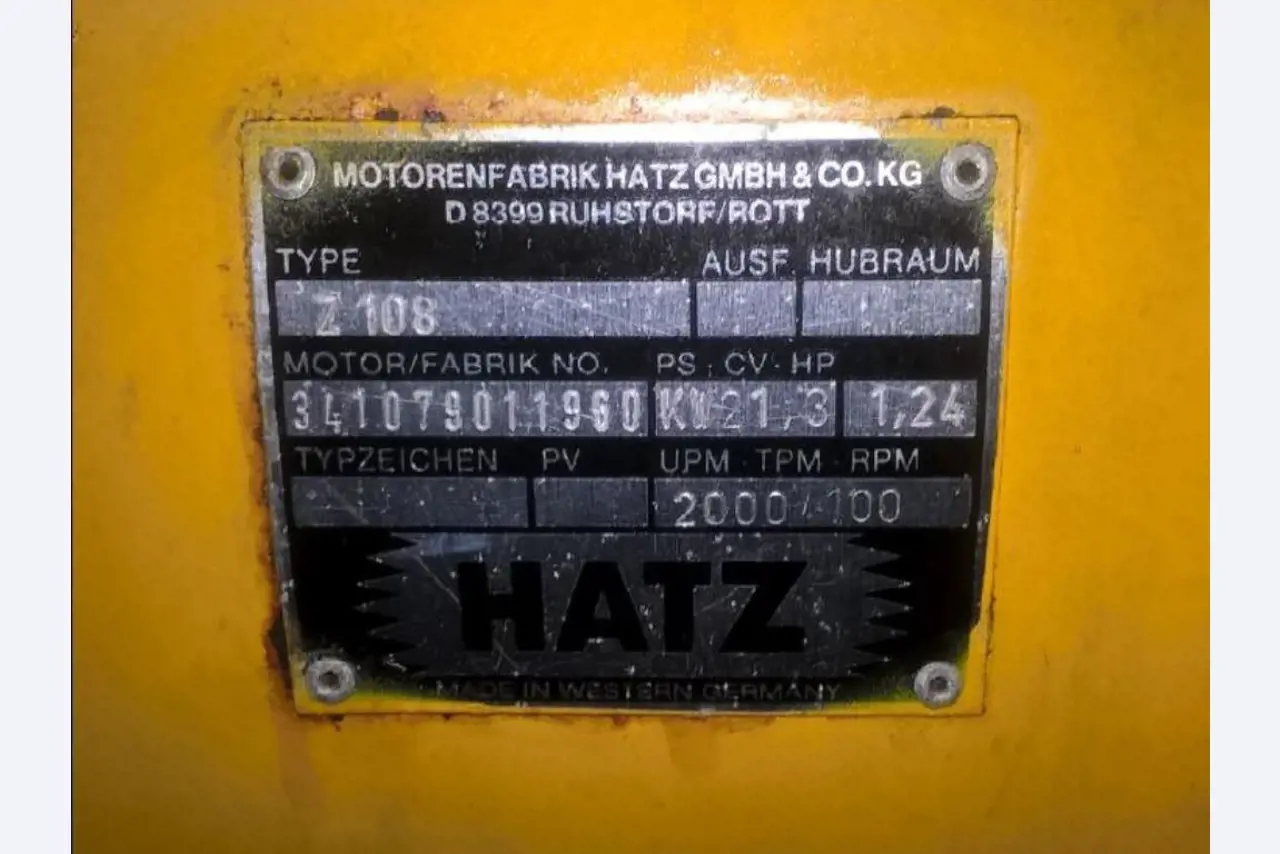 MOTORENFABRIK HATZ GMBH & CO. KG
D 8399 RUHSTORF/ROTT
TYPE AUSF. HUBRAUM
Z 108
MOTOR/FABRIK NO. PS · CV · HP
341079011960 KW21,3 1,24
TYPZEICHEN PV UPM · TPM · RPM
2000/100
HATZ
MADE IN WESTERN GERMANY